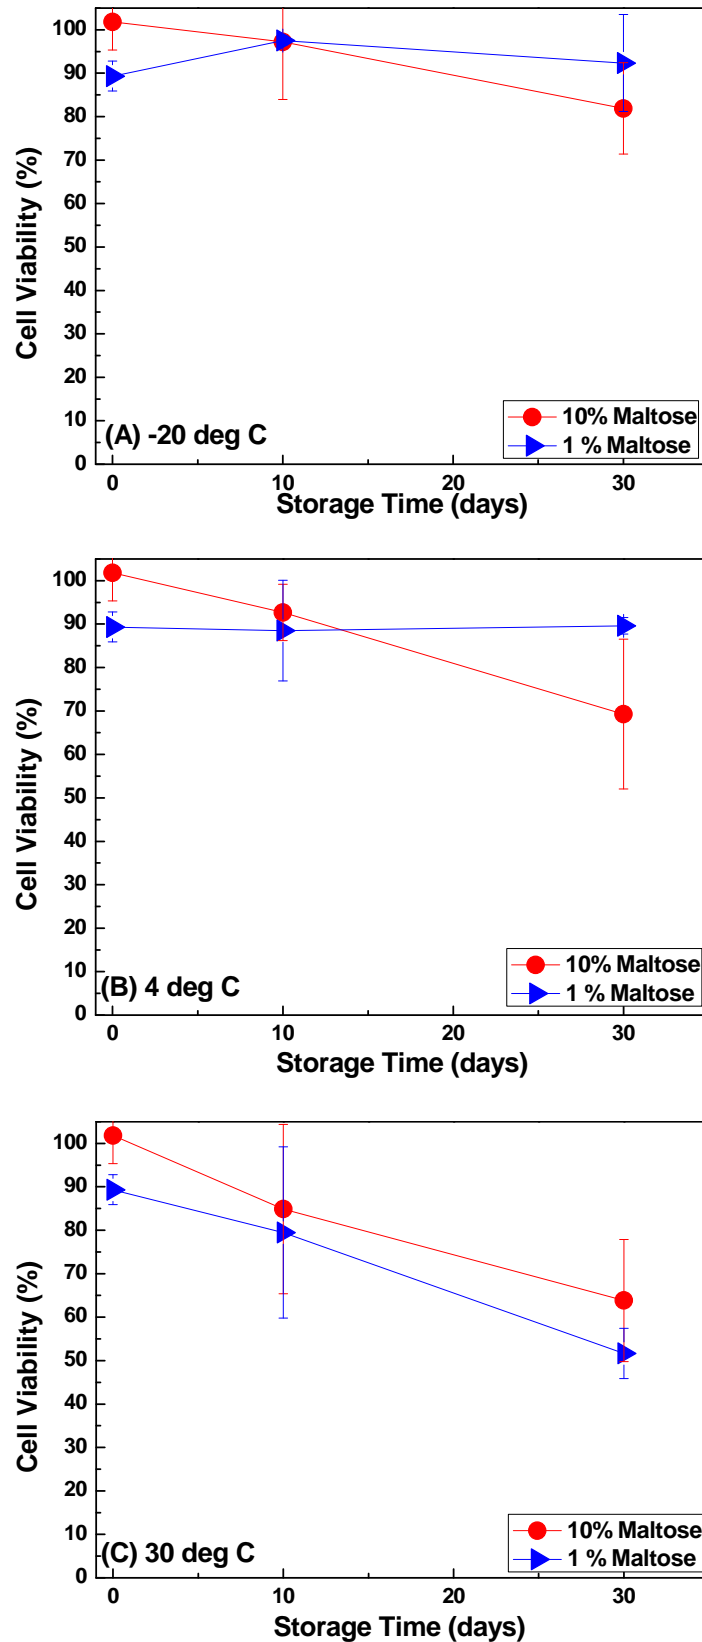 100
90
80
70
60
50
40
30
20
10
0
Cell Viability (%)
(A) -20 deg C
10% Maltose
1 % Maltose
0 10 20 30
Storage Time (days)
100
90
80
70
60
50
40
30
20
10
0
Cell Viability (%)
(B) 4 deg C
10% Maltose
1 % Maltose
0 10 20 30
Storage Time (days)
100
90
80
70
60
50
40
30
20
10
0
Cell Viability (%)
(C) 30 deg C
10% Maltose
1 % Maltose
0 10 20 30
Storage Time (days)